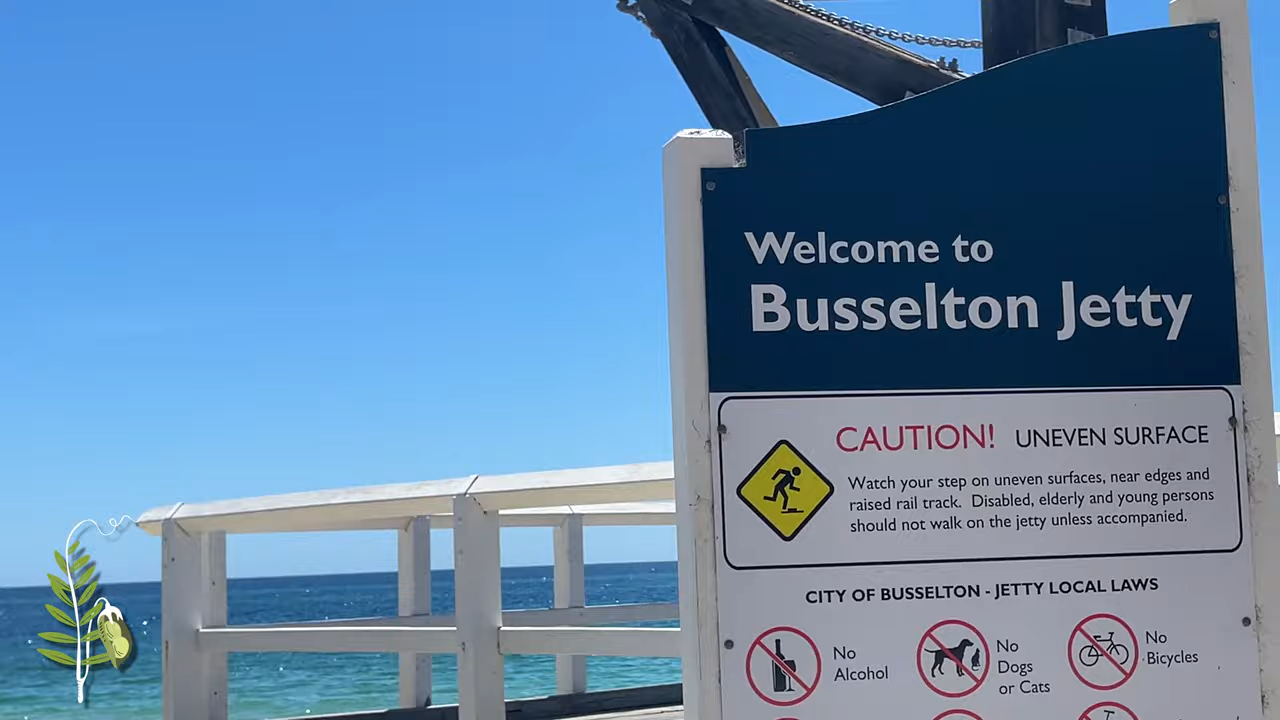 Welcome to
Busselton Jetty
CAUTION! UNEVEN SURFACE
Watch your step on uneven surfaces, near edges and
raised rail track. Disabled, elderly and young persons
should not walk on the jetty unless accompanied.
CITY OF BUSSELTON - JETTY LOCAL LAWS
No
Alcohol
No
Dogs
or Cats
No
Bicycles